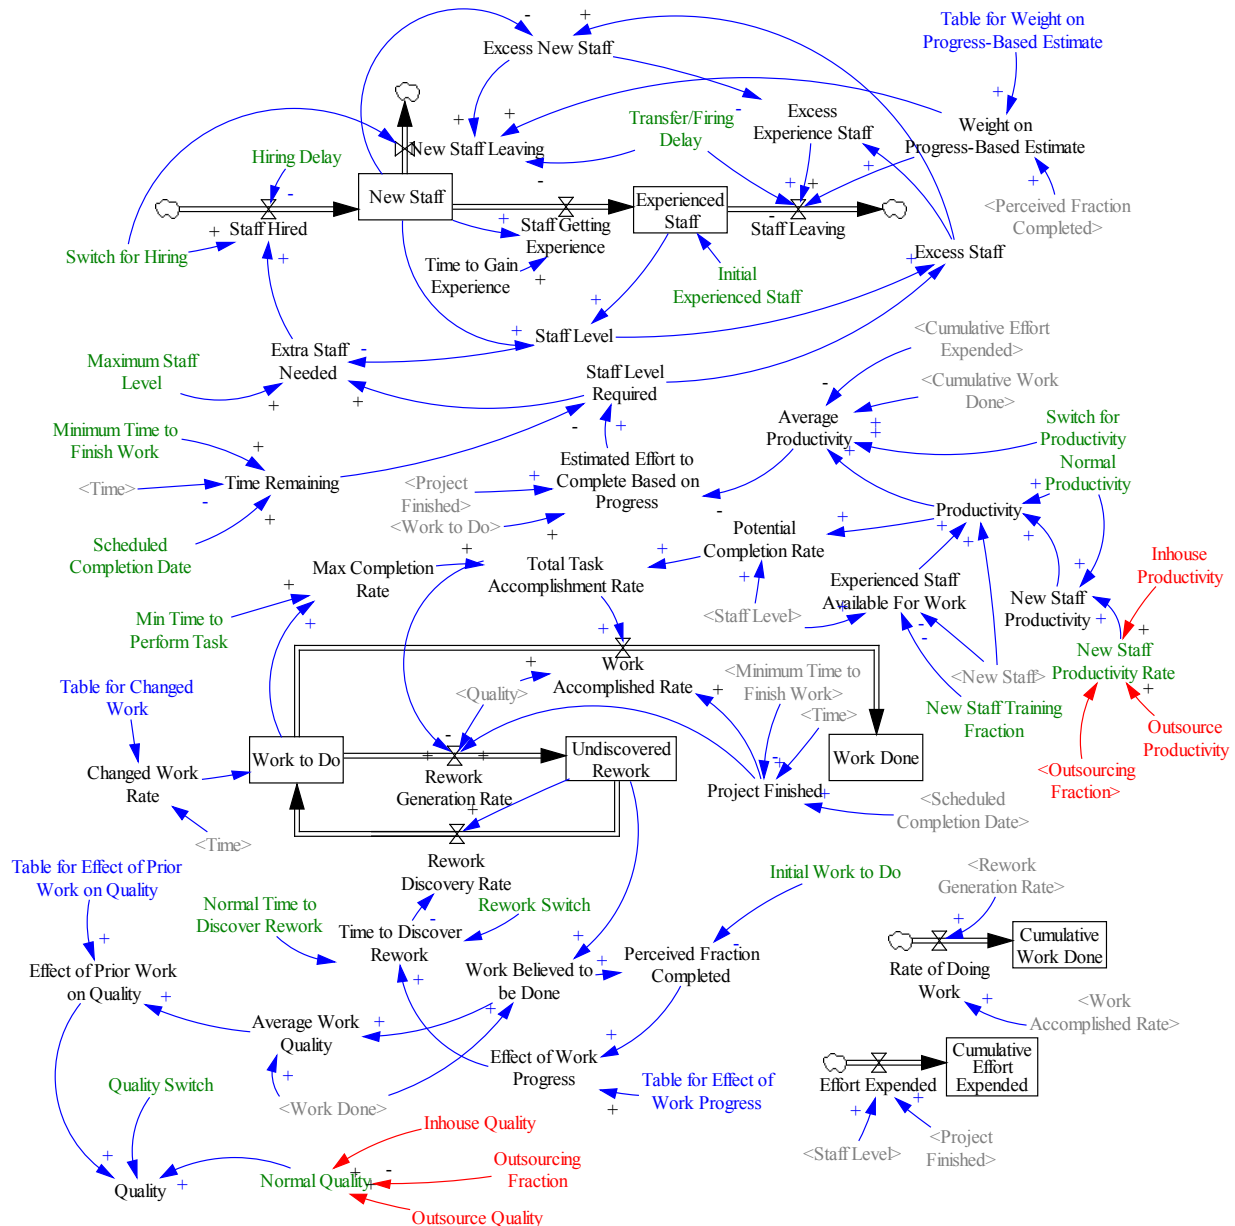 Excess New Staff
Table for Weight on
Progress-Based Estimate
Transfer/Firing
Delay
Excess
Experience Staff
Weight on
Progress-Based Estimate
New Staff Leaving
Hiring Delay
New Staff
Experienced
Staff
<Perceived Fraction
Completed>
Staff Hired
Staff Getting
Experience
Staff Leaving
Switch for Hiring
Time to Gain
Experience
Initial
Experienced Staff
Excess Staff
Staff Level
Extra Staff
Needed
Maximum Staff
Level
Staff Level
Required
<Cumulative Effort
Expended>
<Cumulative Work
Done>
Average
Productivity
Switch for
Productivity
Minimum Time to
Finish Work
<Time>
Time Remaining
Estimated Effort to
Complete Based on
Progress
<Project
Finished>
<Work to Do>
Normal
Productivity
Productivity
Scheduled
Completion Date
Max Completion
Rate
Total Task
Accomplishment Rate
Potential
Completion Rate
Inhouse
Productivity
Experienced Staff
Available For Work
New Staff
Productivity
<Staff Level>
Min Time to
Perform Task
New Staff
Productivity Rate
Work
Accomplished Rate
<Minimum Time to
Finish Work>
<Time>
<New Staff>
New Staff Training
Fraction
Outsource
Productivity
<Outsourcing
Fraction>
Table for Changed
Work
<Quality>
Work to Do
Undiscovered
Rework
Work Done
Changed Work
Rate
Rework
Generation Rate
Project Finished
<Scheduled
Completion Date>
<Time>
Rework
Discovery Rate
Table for Effect of Prior
Work on Quality
Normal Time to
Discover Rework
Rework Switch
Initial Work to Do
<Rework
Generation Rate>
Time to Discover
Rework
Effect of Prior Work
on Quality
Work Believed to
be Done
Perceived Fraction
Completed
Cumulative
Work Done
Rate of Doing
Work
<Work
Accomplished Rate>
Average Work
Quality
Effect of Work
Progress
Cumulative
Effort
Expended
Effort Expended
Quality Switch
<Work Done>
Table for Effect of
Work Progress
Inhouse Quality
<Staff Level>
<Project
Finished>
Outsourcing
Fraction
Quality
Normal Quality
Outsource Quality